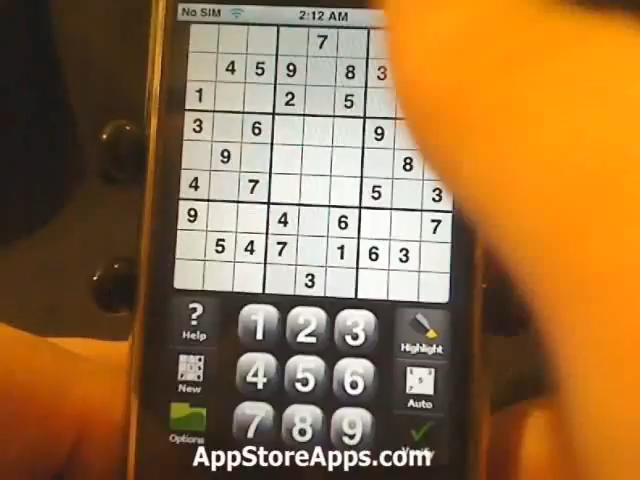 No SIM 2:12 AM
7
4 5 9 8 3
1 2 5
3 6 9
9 8
4 7 5 3
9 4 6 7
5 4 7 1 6 3
3
? 1 2 3
Help Highlight
4 5 6
New Auto
7 8 9
Options Verify
AppStoreApps.com